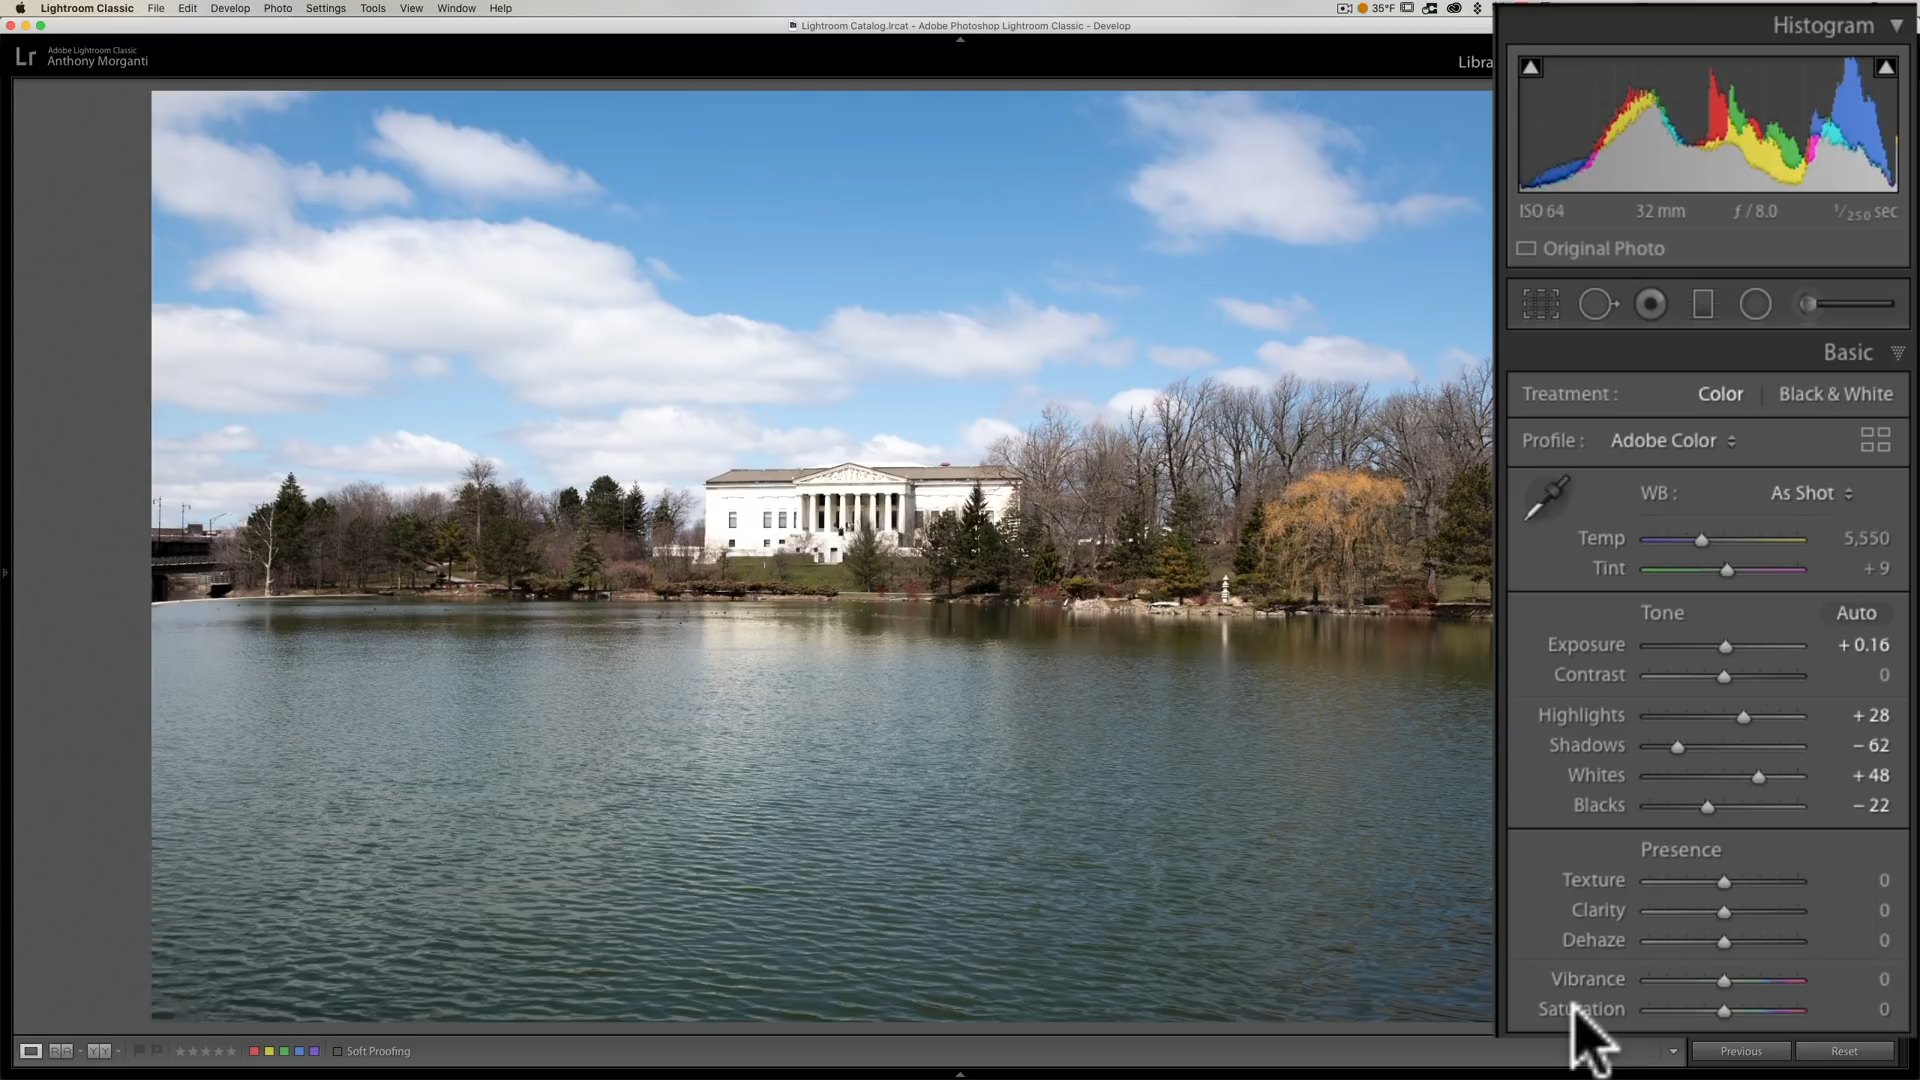 Lightroom Classic File Edit Develop Photo Settings Tools View Window Help 35°F
Lightroom Catalog.lrcat - Adobe Photoshop Lightroom Classic - Develop
Lr Adobe Lightroom Classic
Anthony Morganti
Libra
Histogram
ISO 64 32 mm ƒ / 8.0 1/250 sec
Original Photo
Basic
Treatment : Color Black & White
Profile : Adobe Color
WB : As Shot
Temp 5,550
Tint + 9
Tone Auto
Exposure + 0.16
Contrast 0
Highlights + 28
Shadows − 62
Whites + 48
Blacks − 22
Presence
Texture 0
Clarity 0
Dehaze 0
Vibrance 0
Saturation 0
RR YY Soft Proofing Previous Reset